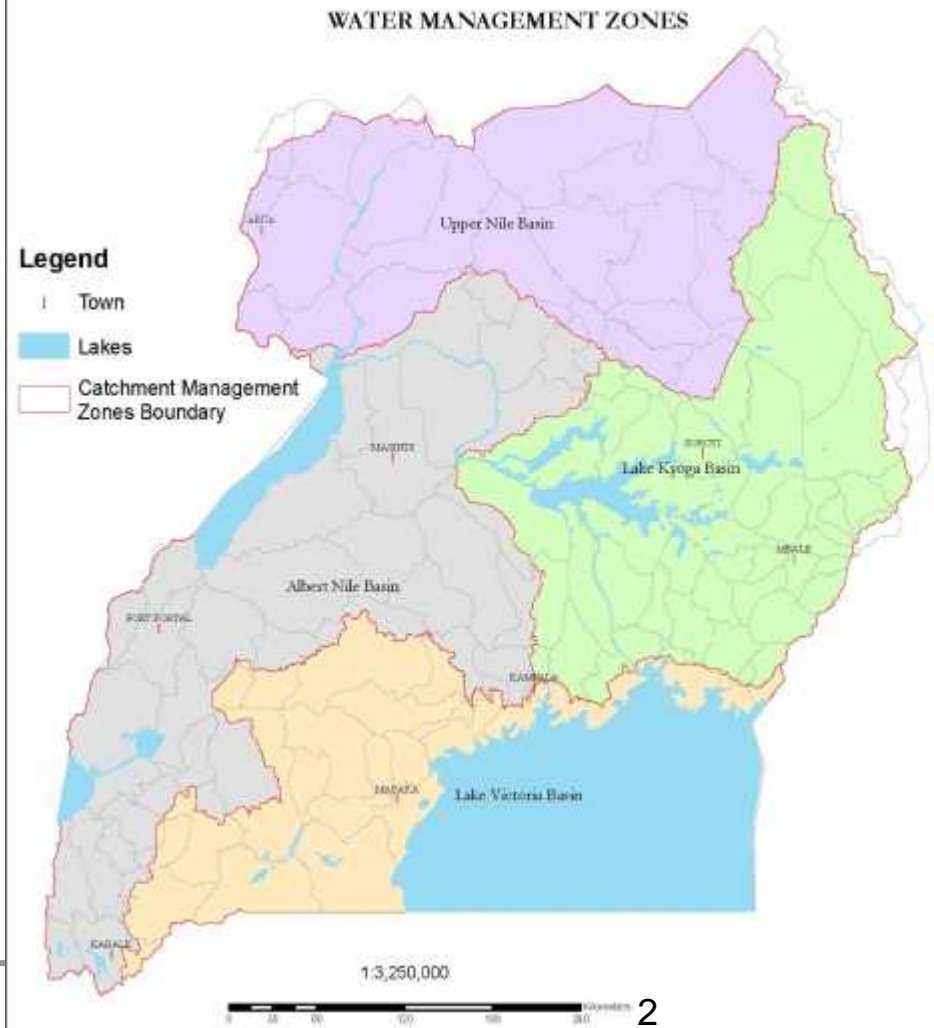 WATER MANAGEMENT ZONES
Upper Nile Basin
Legend
Town
Lakes
Catchment Management
Zones Boundary
MASINDI
SOROTI
Lake Kyoga Basin
MBALE
Albert Nile Basin
FORT PORTAL
KAMPALA
MASAKA
Lake Victoria Basin
KABALE
1:3,250,000
Kilometers
2